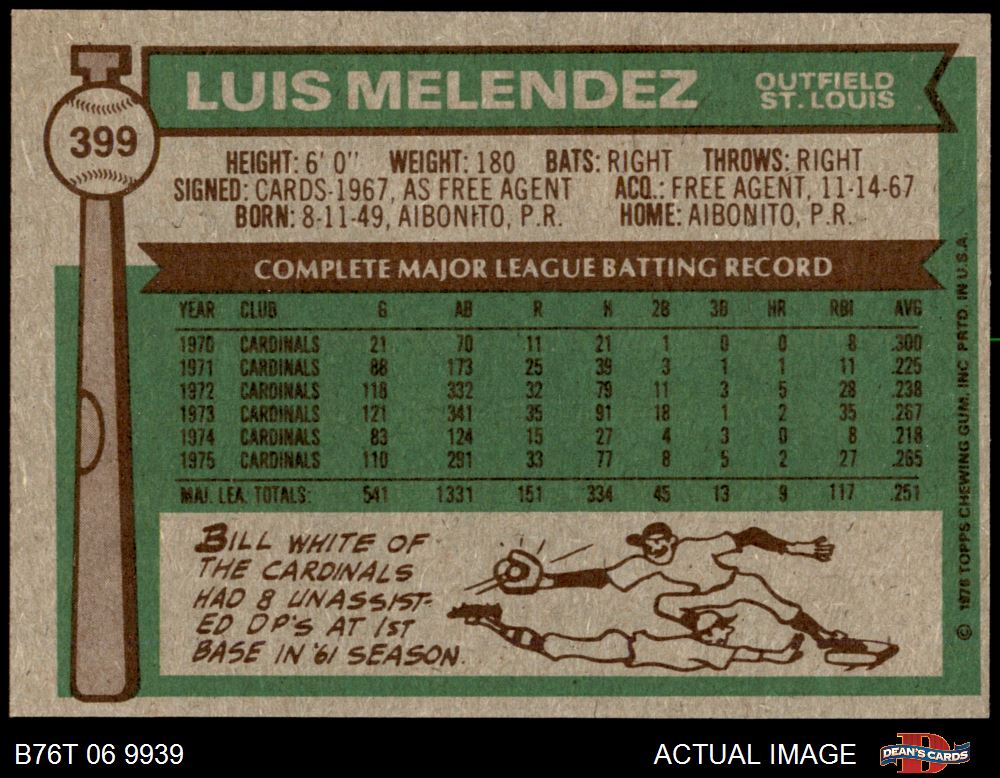 LUIS MELENDEZ
OUTFIELD
ST. LOUIS
399
HEIGHT: 6' 0" WEIGHT: 180 BATS: RIGHT THROWS: RIGHT
SIGNED: CARDS-1967, AS FREE AGENT ACQ.: FREE AGENT, 11-14-67
BORN: 8-11-49, AIBONITO, P.R. HOME: AIBONITO, P.R.
COMPLETE MAJOR LEAGUE BATTING RECORD
YEAR CLUB G AB R H 2B 3B HR RBI AVG
1970 CARDINALS 21 70 11 21 1 0 0 8 .300
1971 CARDINALS 88 173 25 39 3 1 1 11 .225
1972 CARDINALS 118 332 32 79 11 3 5 28 .238
1973 CARDINALS 121 341 35 91 18 1 2 35 .267
1974 CARDINALS 83 124 15 27 4 3 0 8 .218
1975 CARDINALS 110 291 33 77 8 5 2 27 .265
MAJ. LEA. TOTALS: 541 1331 151 334 45 13 9 117 .251
BILL WHITE OF
THE CARDINALS
HAD 8 UNASSIST-
ED DP'S AT 1ST
BASE IN '61 SEASON.
© 1976 TOPPS CHEWING GUM, INC. PRTD. IN U.S.A.
B76T 06 9939
ACTUAL IMAGE
DEAN'S CARDS